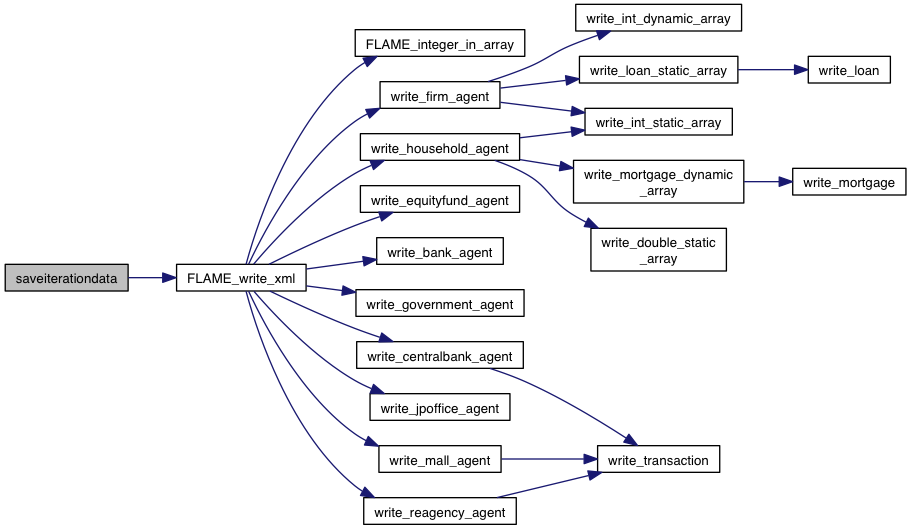 write_int_dynamic_array
FLAME_integer_in_array
write_loan_static_array
write_loan
write_firm_agent
write_int_static_array
write_household_agent
write_mortgage_dynamic
_array
write_mortgage
write_equityfund_agent
write_double_static
_array
write_bank_agent
saveiterationdata
FLAME_write_xml
write_government_agent
write_centralbank_agent
write_jpoffice_agent
write_mall_agent
write_transaction
write_reagency_agent